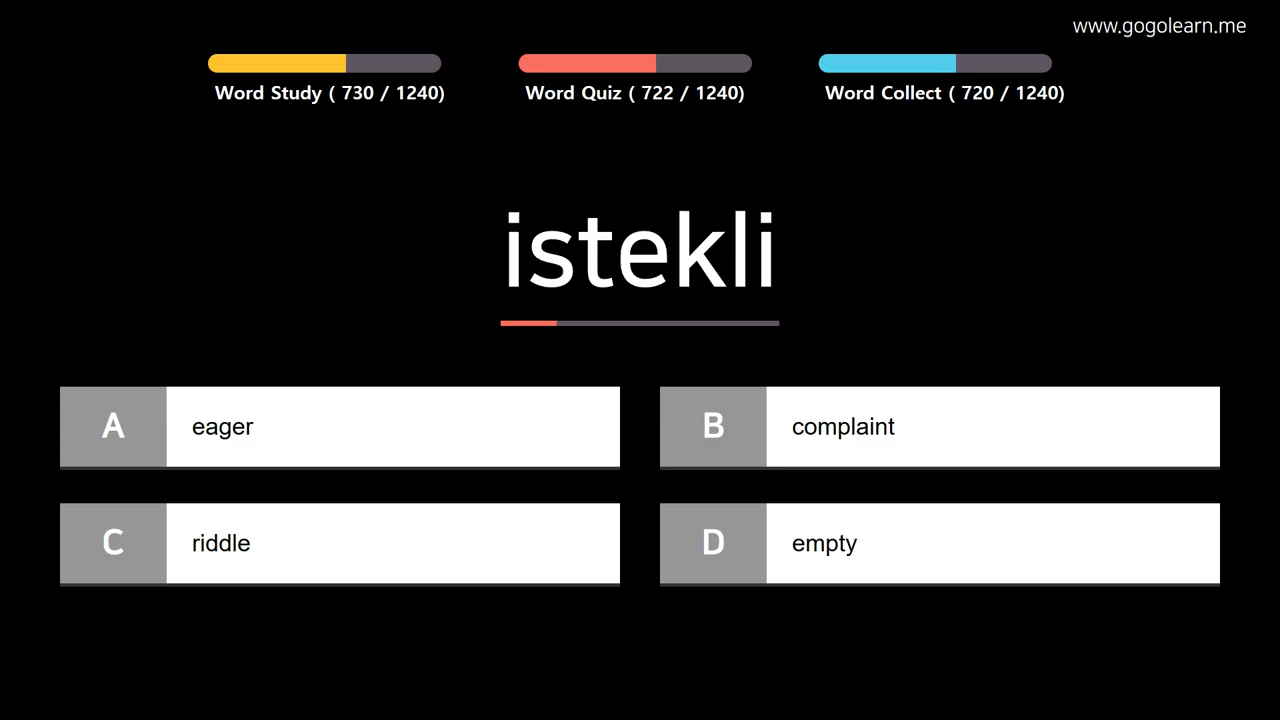 www.gogolearn.me
Word Study ( 730 / 1240)
Word Quiz ( 722 / 1240)
Word Collect ( 720 / 1240)
istekli
A eager
B complaint
C riddle
D empty